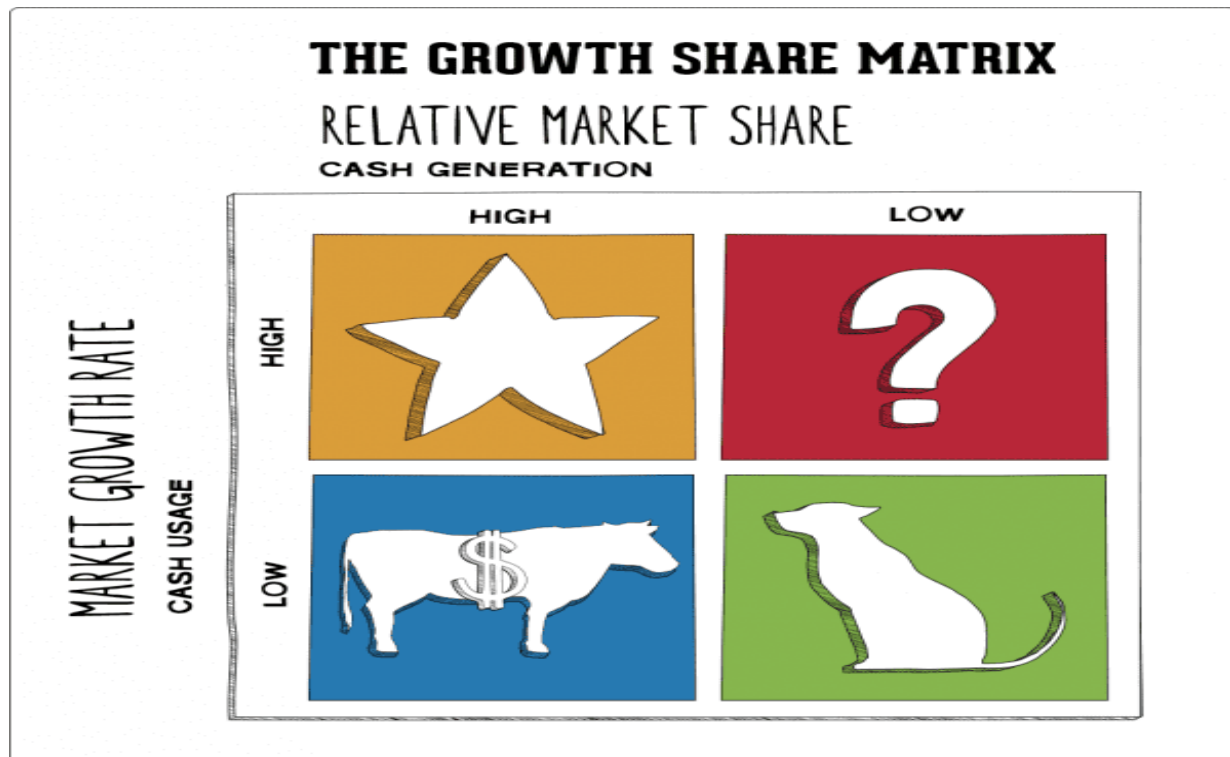 THE GROWTH SHARE MATRIX
RELATIVE MARKET SHARE
CASH GENERATION
HIGH
LOW
MARKET GROWTH RATE
CASH USAGE
HIGH
?
LOW
$